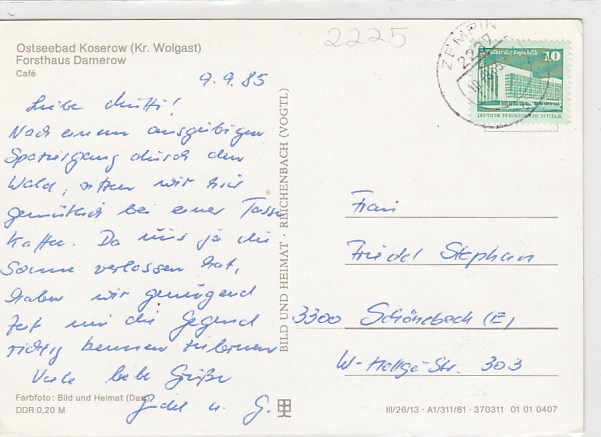 Ostseebad Koserow (Kr. Wolgast)
Forsthaus Damerow
Café
2225
ZEMPIN
2227
Palast der Republik
10
DEUTSCHE DEMOKRATISCHE REPUBLIK
9.9.85
Liebe Mutti!
Nach einem ausgiebigen
Spaziergang durch den
Wald, sitzen wir hier
gemütlich bei einer Tasse
Kaffee. Da uns ja die
Sonne verlassen hat,
haben wir genügend
Zeit um die Gegend
richtig kennen zu lernen
Viele liebe Grüße
u. G.
Frau
Friedel Stephan
3300 Schönebeck (E)
Str. 303
BILD UND HEIMAT · REICHENBACH (VOGTL)
Farbfoto: Bild und Heimat
DDR 0,20 M
III/26/13 · A1/311/81 · 370311 01 01 0407